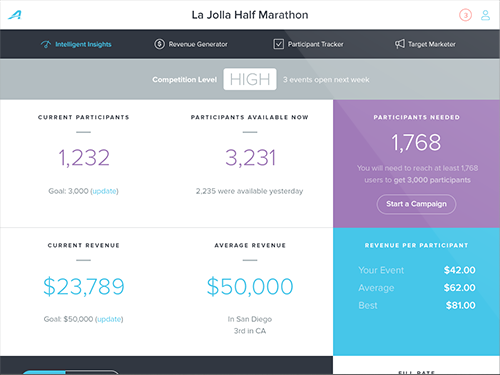 La Jolla Half Marathon
3
Intelligent Insights
Revenue Generator
Participant Tracker
Target Marketer
Competition Level HIGH 3 events open next week
CURRENT PARTICIPANTS
1,232
Goal: 3,000 (update)
PARTICIPANTS AVAILABLE NOW
3,231
2,235 were available yesterday
PARTICIPANTS NEEDED
1,768
You will need to reach at least 1,768
users to get 3,000 participants
Start a Campaign
CURRENT REVENUE
$23,789
Goal: $50,000 (update)
AVERAGE REVENUE
$50,000
In San Diego
3rd in CA
REVENUE PER PARTICIPANT
Your Event $42.00
Average $62.00
Best $81.00
FILL RATE